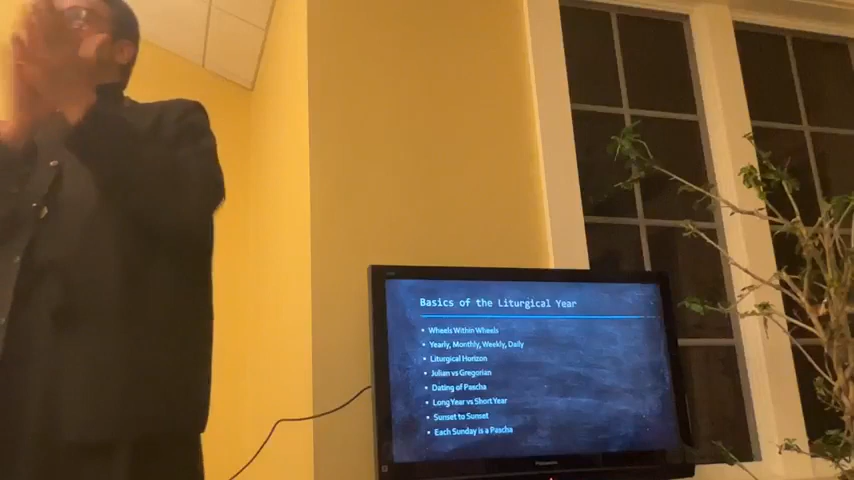 Basics of the Liturgical Year
Wheels Within Wheels
Yearly, Monthly, Weekly, Daily
Liturgical Horizon
Julian vs Gregorian
Dating of Pascha
Long Year vs Short Year
Sunset to Sunset
Each Sunday is a Pascha
Panasonic